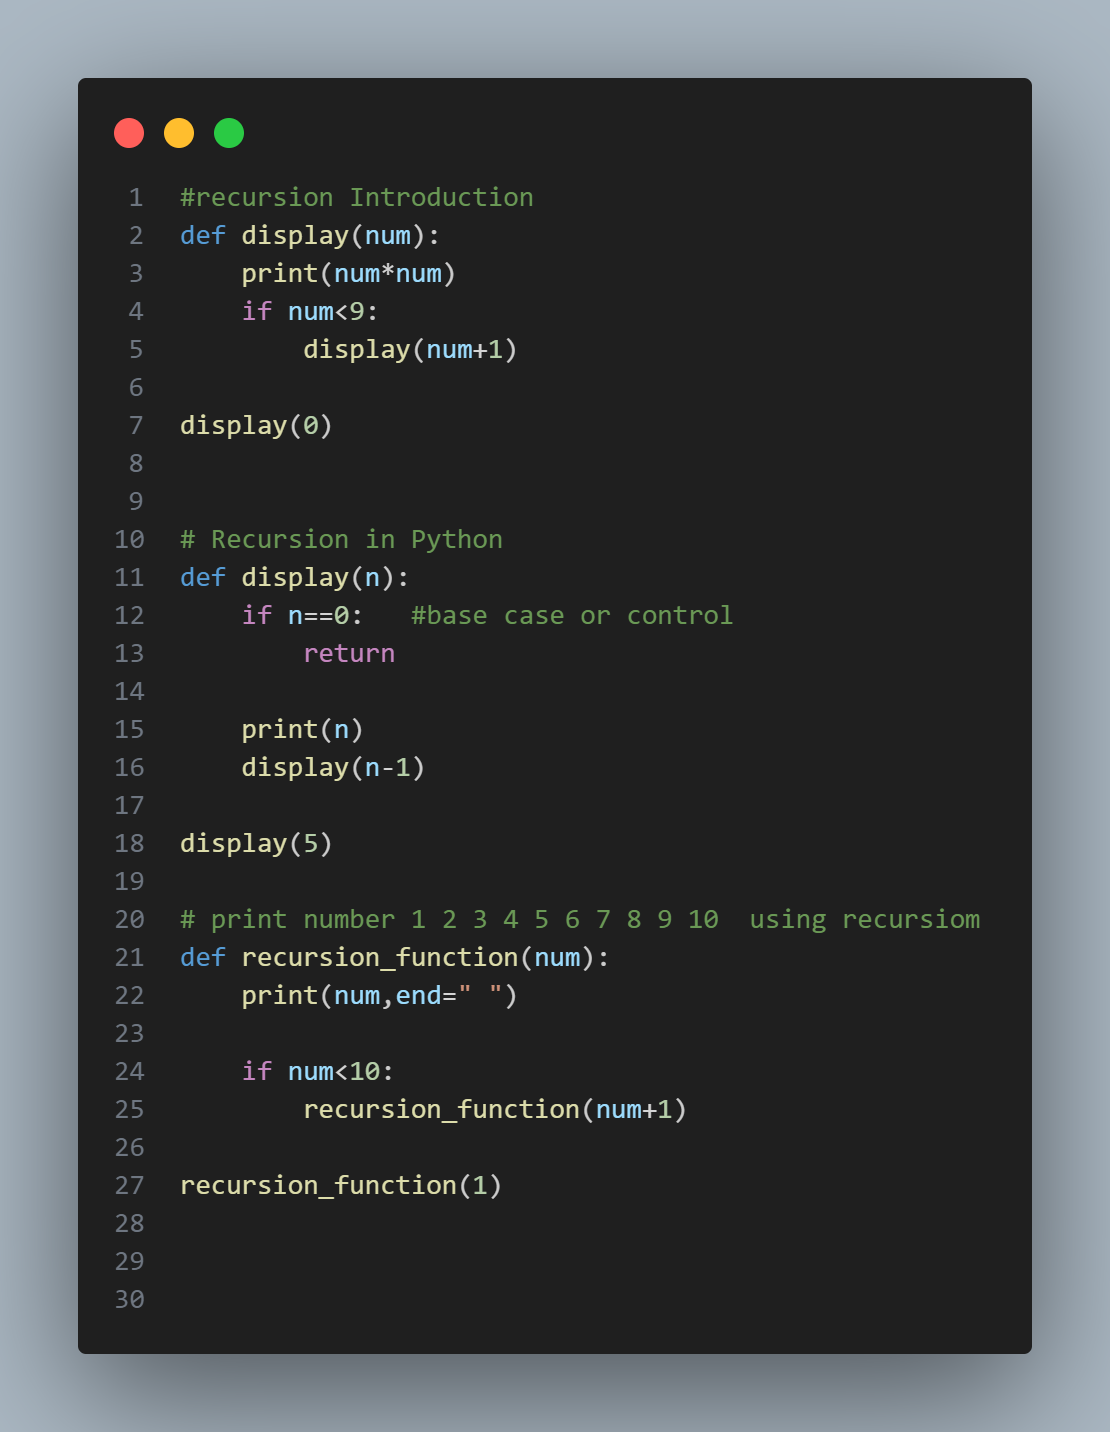 1 #recursion Introduction
2 def display(num):
3     print(num*num)
4     if num<9:
5         display(num+1)
6
7 display(0)
8
9
10 # Recursion in Python
11 def display(n):
12     if n==0:   #base case or control
13         return
14
15     print(n)
16     display(n-1)
17
18 display(5)
19
20 # print number 1 2 3 4 5 6 7 8 9 10  using recursiom
21 def recursion_function(num):
22     print(num,end=" ")
23
24     if num<10:
25         recursion_function(num+1)
26
27 recursion_function(1)
28
29
30